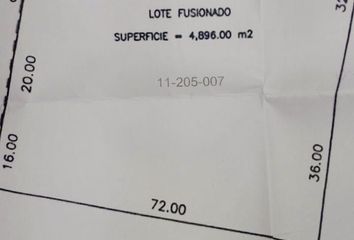 LOTE FUSIONADO
SUPERFICIE = 4,896.00 m2
11-205-007
20.00
16.00
36.00
72.00